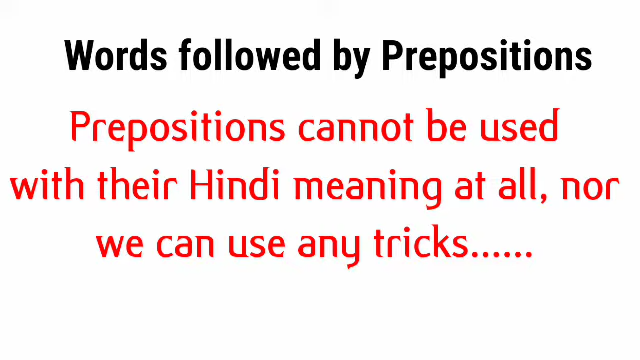 Words followed by Prepositions
Prepositions cannot be used
with their Hindi meaning at all, nor
we can use any tricks......